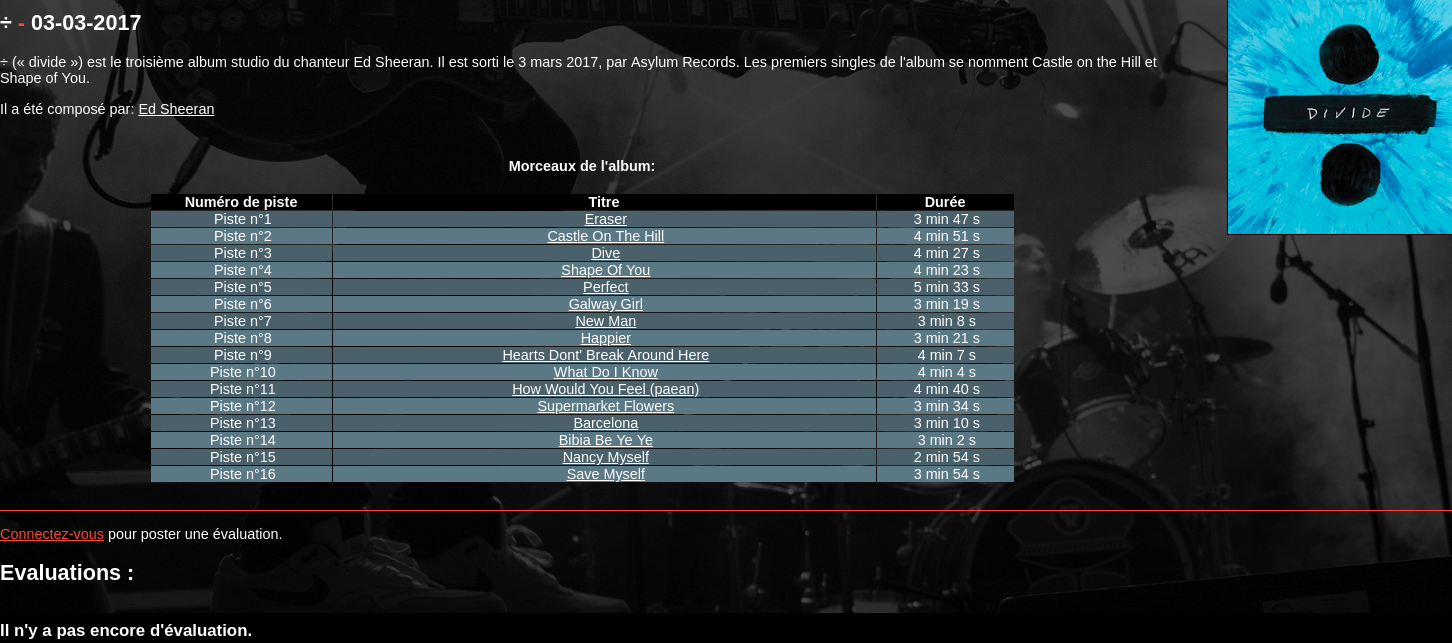 ÷ - 03-03-2017
÷ (« divide ») est le troisième album studio du chanteur Ed Sheeran. Il est sorti le 3 mars 2017, par Asylum Records. Les premiers singles de l'album se nomment Castle on the Hill et
Shape of You.
Il a été composé par: Ed Sheeran
DIVIDE
Morceaux de l'album:
Numéro de piste Titre Durée
Piste n°1 Eraser 3 min 47 s
Piste n°2 Castle On The Hill 4 min 51 s
Piste n°3 Dive 4 min 27 s
Piste n°4 Shape Of You 4 min 23 s
Piste n°5 Perfect 5 min 33 s
Piste n°6 Galway Girl 3 min 19 s
Piste n°7 New Man 3 min 8 s
Piste n°8 Happier 3 min 21 s
Piste n°9 Hearts Dont' Break Around Here 4 min 7 s
Piste n°10 What Do I Know 4 min 4 s
Piste n°11 How Would You Feel (paean) 4 min 40 s
Piste n°12 Supermarket Flowers 3 min 34 s
Piste n°13 Barcelona 3 min 10 s
Piste n°14 Bibia Be Ye Ye 3 min 2 s
Piste n°15 Nancy Myself 2 min 54 s
Piste n°16 Save Myself 3 min 54 s
Connectez-vous pour poster une évaluation.
Evaluations :
Il n'y a pas encore d'évaluation.